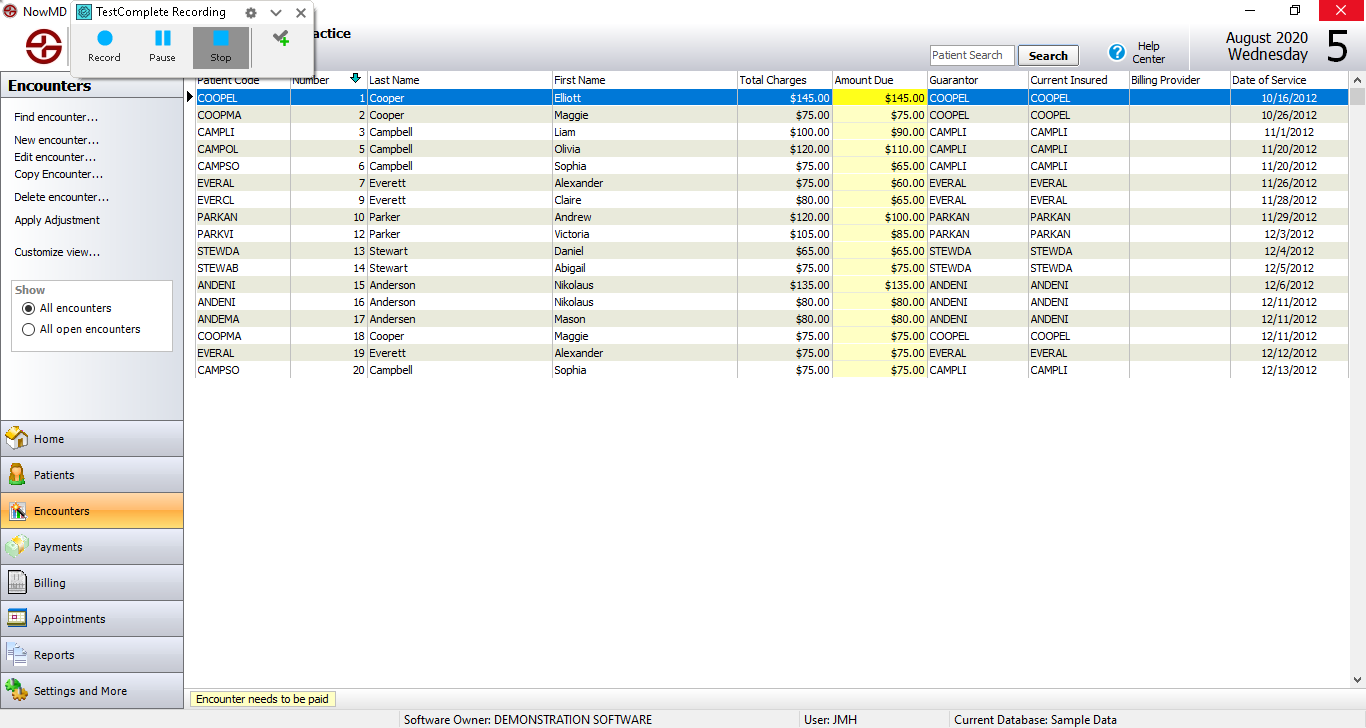 NowMD
TestComplete Recording
Record Pause Stop
actice
Patient Search Search Help Center
August 2020
Wednesday 5
Encounters
Find encounter...
New encounter...
Edit encounter...
Copy Encounter...
Delete encounter...
Apply Adjustment
Customize view...
Show
All encounters
All open encounters
Home
Patients
Encounters
Payments
Billing
Appointments
Reports
Settings and More
Patient Code Number Last Name First Name Total Charges Amount Due Guarantor Current Insured Billing Provider Date of Service
COOPEL 1 Cooper Elliott $145.00 $145.00 COOPEL COOPEL 10/16/2012
COOPMA 2 Cooper Maggie $75.00 $75.00 COOPEL COOPEL 10/26/2012
CAMPLI 3 Campbell Liam $100.00 $90.00 CAMPLI CAMPLI 11/1/2012
CAMPOL 5 Campbell Olivia $120.00 $110.00 CAMPLI CAMPLI 11/20/2012
CAMPSO 6 Campbell Sophia $75.00 $65.00 CAMPLI CAMPLI 11/20/2012
EVERAL 7 Everett Alexander $75.00 $60.00 EVERAL EVERAL 11/26/2012
EVERCL 9 Everett Claire $80.00 $65.00 EVERAL EVERAL 11/28/2012
PARKAN 10 Parker Andrew $120.00 $100.00 PARKAN PARKAN 11/29/2012
PARKVI 12 Parker Victoria $105.00 $85.00 PARKAN PARKAN 12/3/2012
STEWDA 13 Stewart Daniel $65.00 $65.00 STEWDA STEWDA 12/4/2012
STEWAB 14 Stewart Abigail $75.00 $75.00 STEWDA STEWDA 12/5/2012
ANDENI 15 Anderson Nikolaus $135.00 $135.00 ANDENI ANDENI 12/6/2012
ANDENI 16 Anderson Nikolaus $80.00 $80.00 ANDENI ANDENI 12/11/2012
ANDEMA 17 Andersen Mason $80.00 $80.00 ANDENI ANDENI 12/11/2012
COOPMA 18 Cooper Maggie $75.00 $75.00 COOPEL COOPEL 12/11/2012
EVERAL 19 Everett Alexander $75.00 $75.00 EVERAL EVERAL 12/12/2012
CAMPSO 20 Campbell Sophia $75.00 $75.00 CAMPLI CAMPLI 12/13/2012
Encounter needs to be paid
Software Owner: DEMONSTRATION SOFTWARE User: JMH Current Database: Sample Data